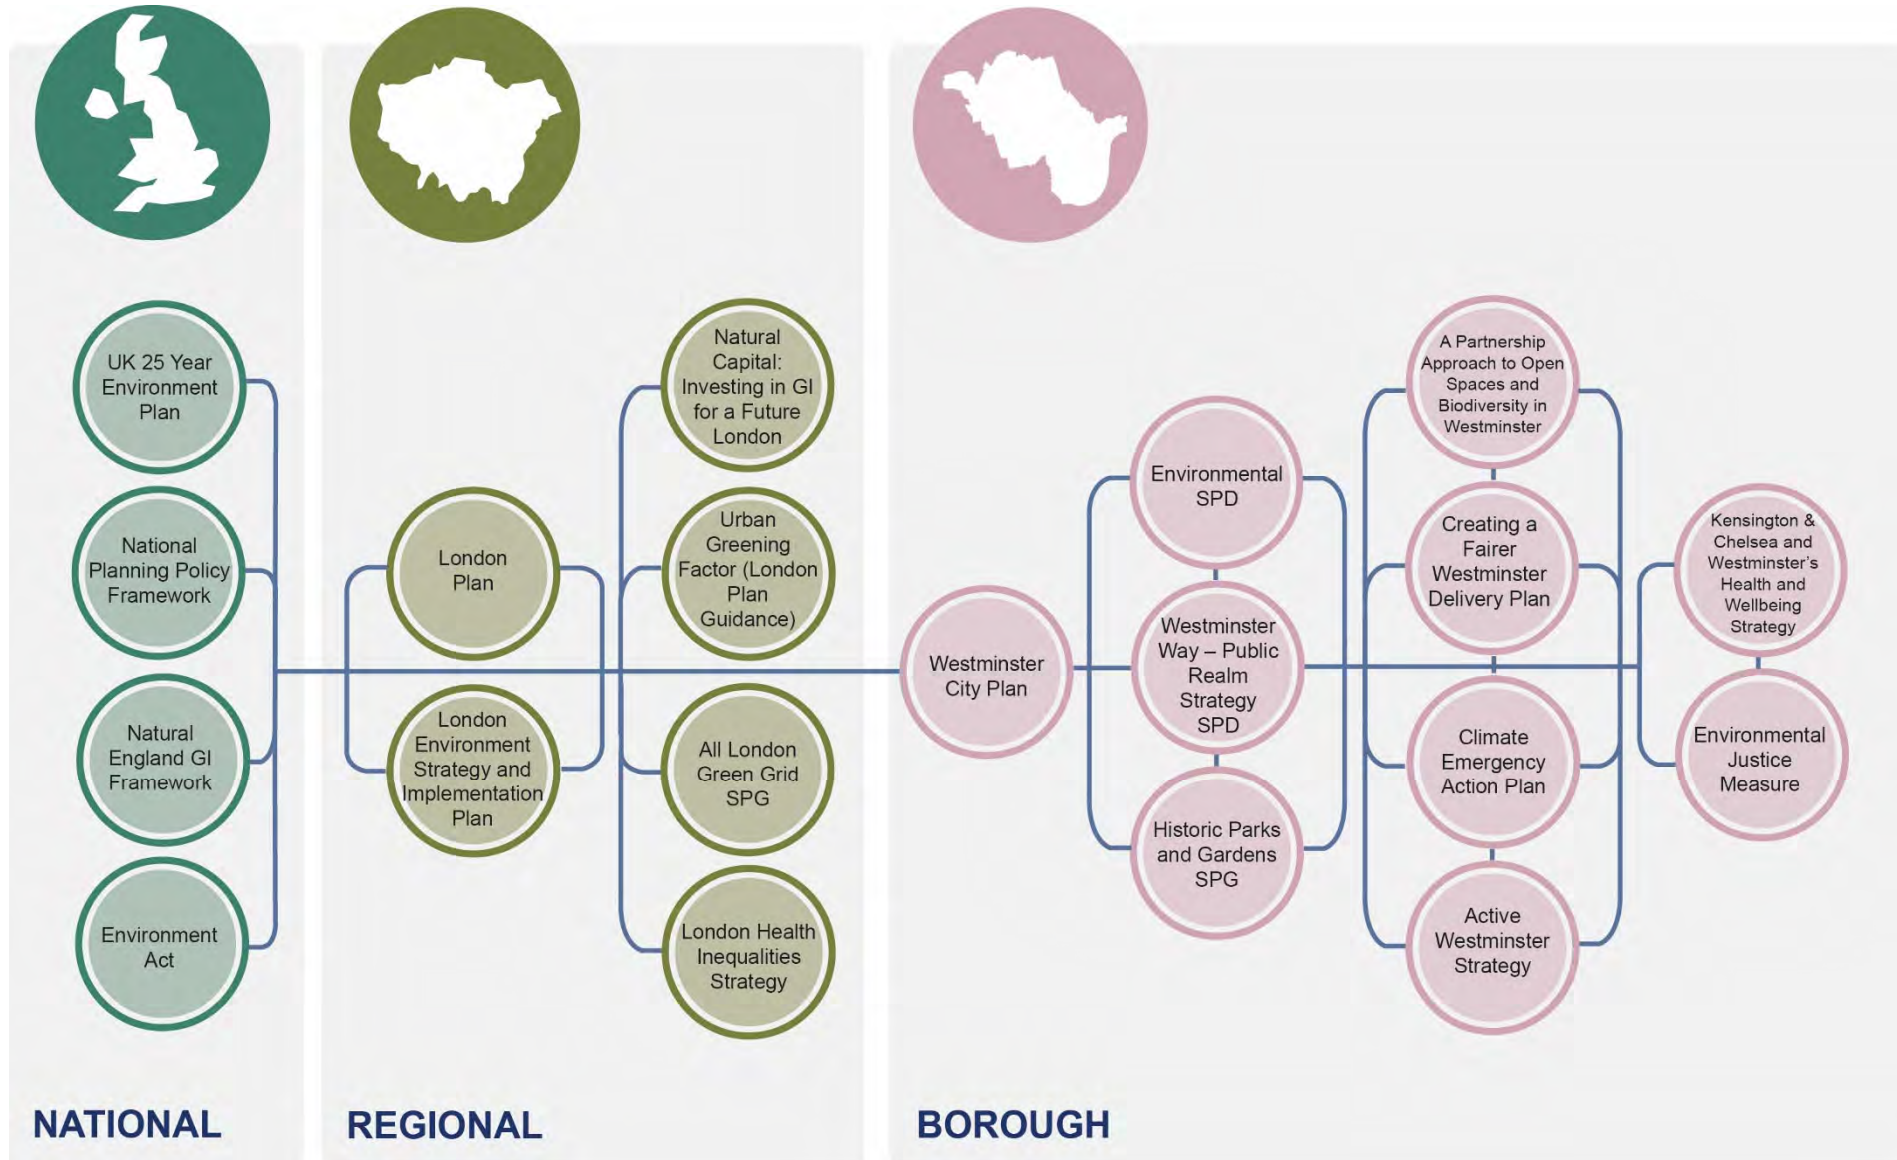 UK 25 Year
Environment
Plan
National
Planning Policy
Framework
Natural
England GI
Framework
Environment
Act
NATIONAL
London
Plan
London
Environment
Strategy and
Implementation
Plan
Natural
Capital:
Investing in GI
for a Future
London
Urban
Greening
Factor (London
Plan
Guidance)
All London
Green Grid
SPG
London Health
Inequalities
Strategy
REGIONAL
Westminster
City Plan
Environmental
SPD
Westminster
Way – Public
Realm
Strategy
SPD
Historic Parks
and Gardens
SPG
A Partnership
Approach to Open
Spaces and
Biodiversity in
Westminster
Creating a
Fairer
Westminster
Delivery Plan
Climate
Emergency
Action Plan
Active
Westminster
Strategy
Kensington &
Chelsea and
Westminster's
Health and
Wellbeing
Strategy
Environmental
Justice
Measure
BOROUGH